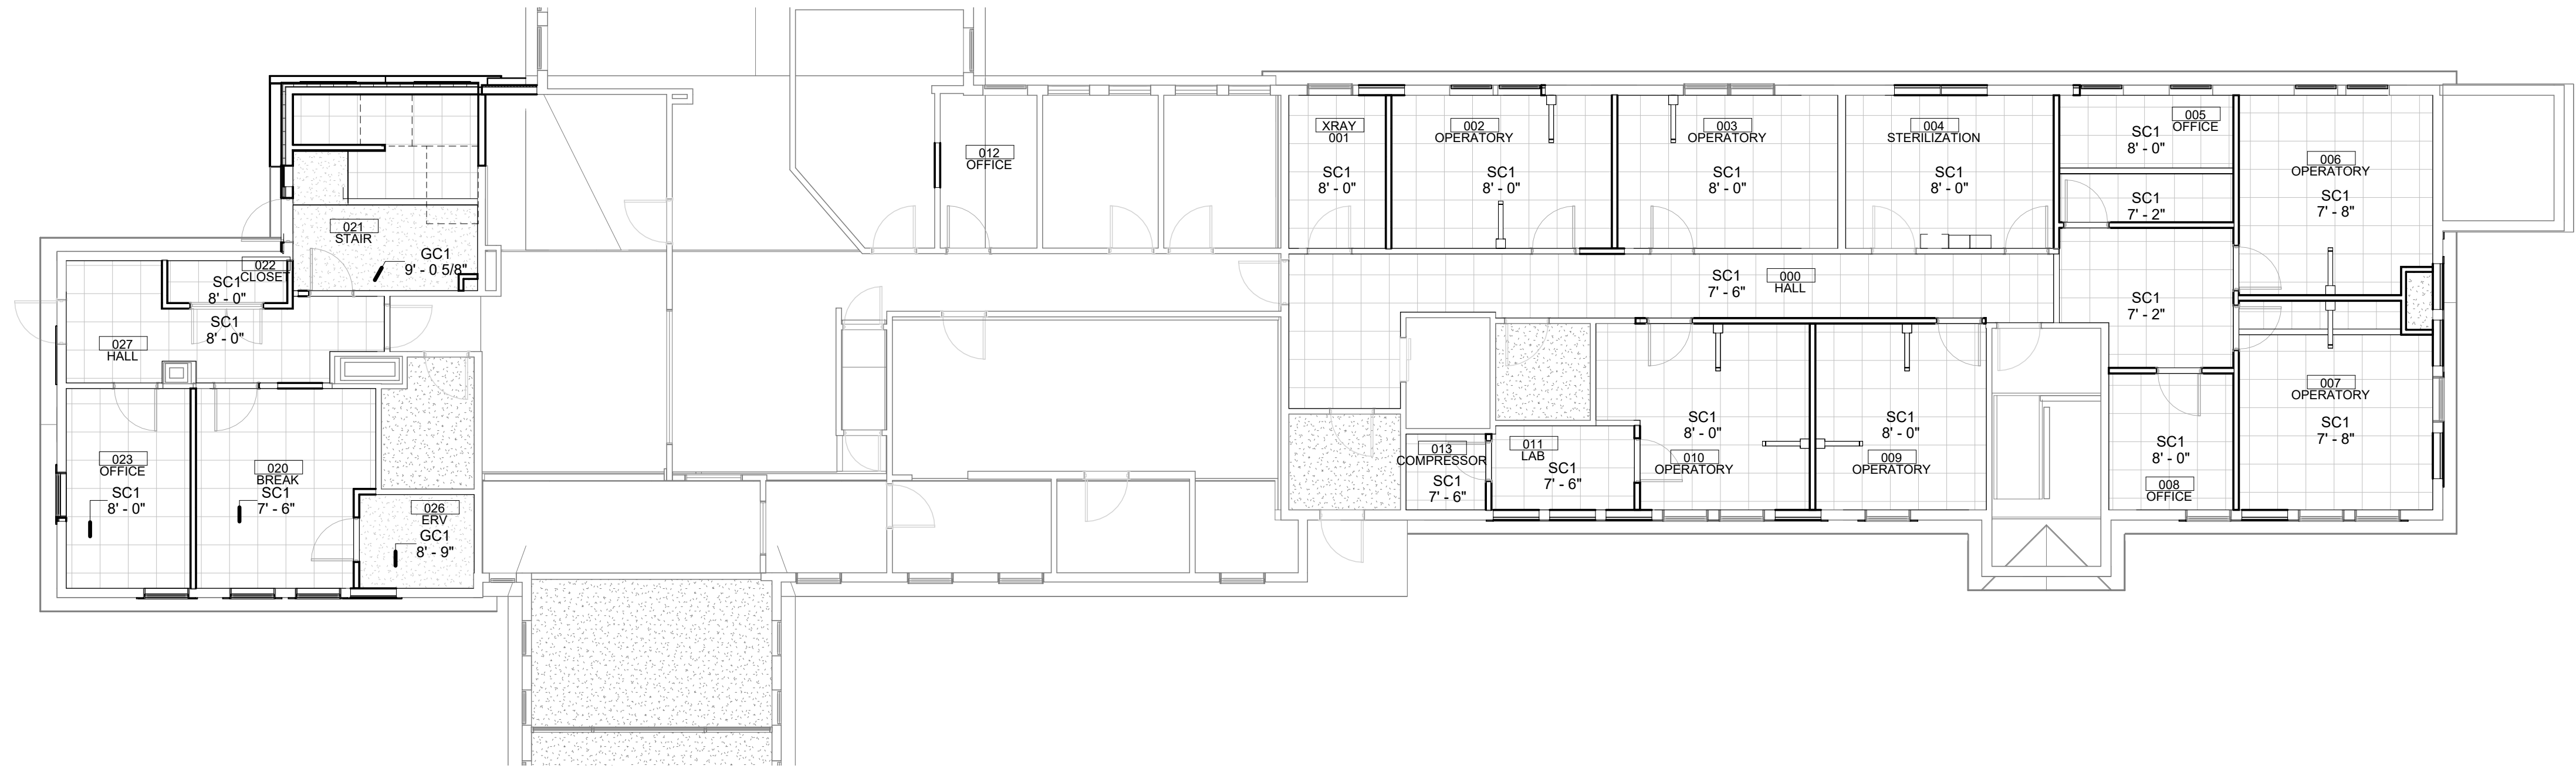 021
STAIR
GC1
9' - 0 5/8"
022
CLOSET
SC1
8' - 0"
SC1
8' - 0"
027
HALL
023
OFFICE
SC1
8' - 0"
020
BREAK
SC1
7' - 6"
026
ERV
GC1
8' - 9"
012
OFFICE
XRAY
001
SC1
8' - 0"
002
OPERATORY
SC1
8' - 0"
003
OPERATORY
SC1
8' - 0"
004
STERILIZATION
SC1
8' - 0"
005
OFFICE
SC1
8' - 0"
SC1
7' - 2"
006
OPERATORY
SC1
7' - 8"
SC1
7' - 6"
000
HALL
SC1
7' - 2"
013
COMPRESSOR
SC1
7' - 6"
011
LAB
SC1
7' - 6"
SC1
8' - 0"
010
OPERATORY
SC1
8' - 0"
009
OPERATORY
SC1
8' - 0"
008
OFFICE
007
OPERATORY
SC1
7' - 8"